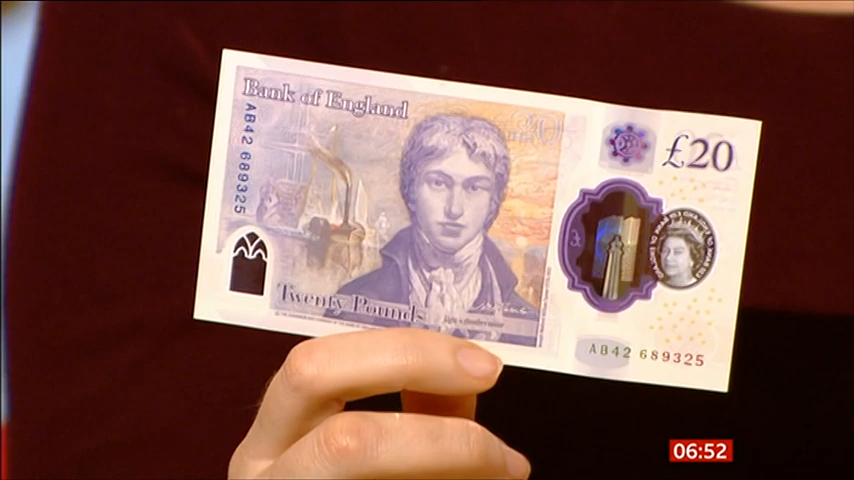 Bank of England
£20
AB42 689325
Twenty Pounds
AB42 689325
06:52